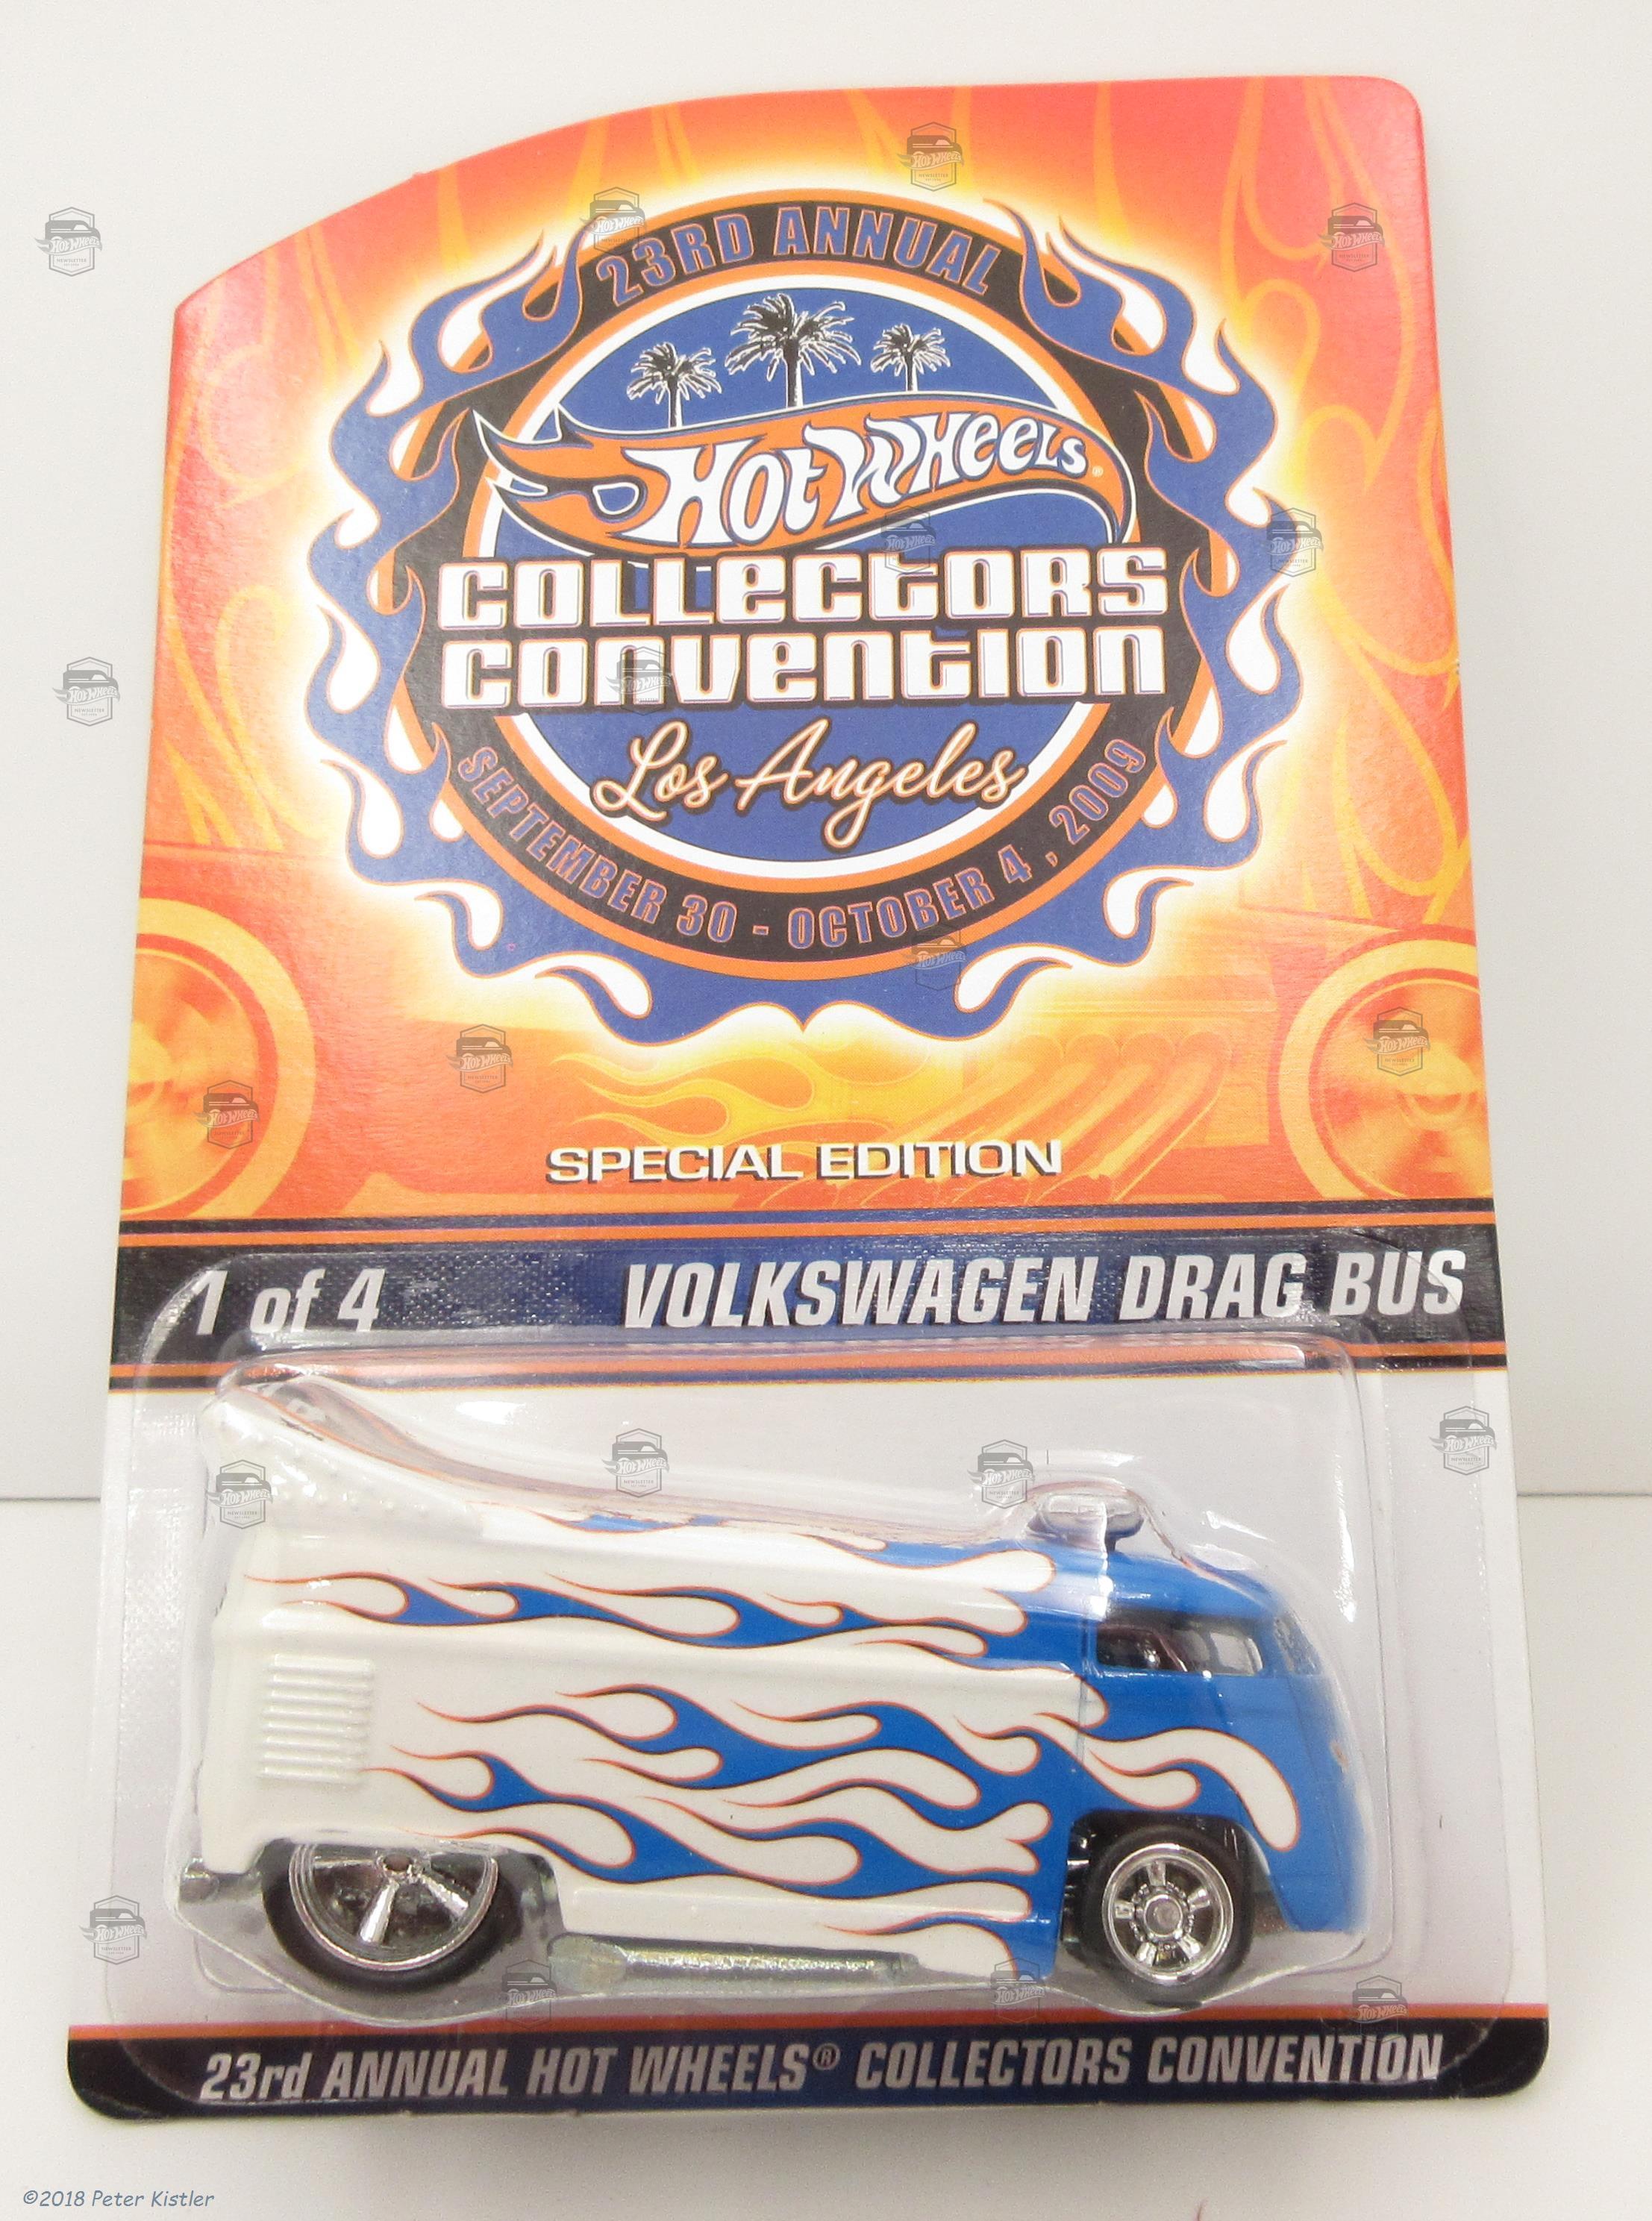 23RD ANNUAL
Hot Wheels®
COLLECTORS
CONVENTION
Los Angeles
SEPTEMBER 30 - OCTOBER 4, 2009
SPECIAL EDITION
1 of 4 VOLKSWAGEN DRAG BUS
23rd ANNUAL HOT WHEELS® COLLECTORS CONVENTION
©2018 Peter Kistler